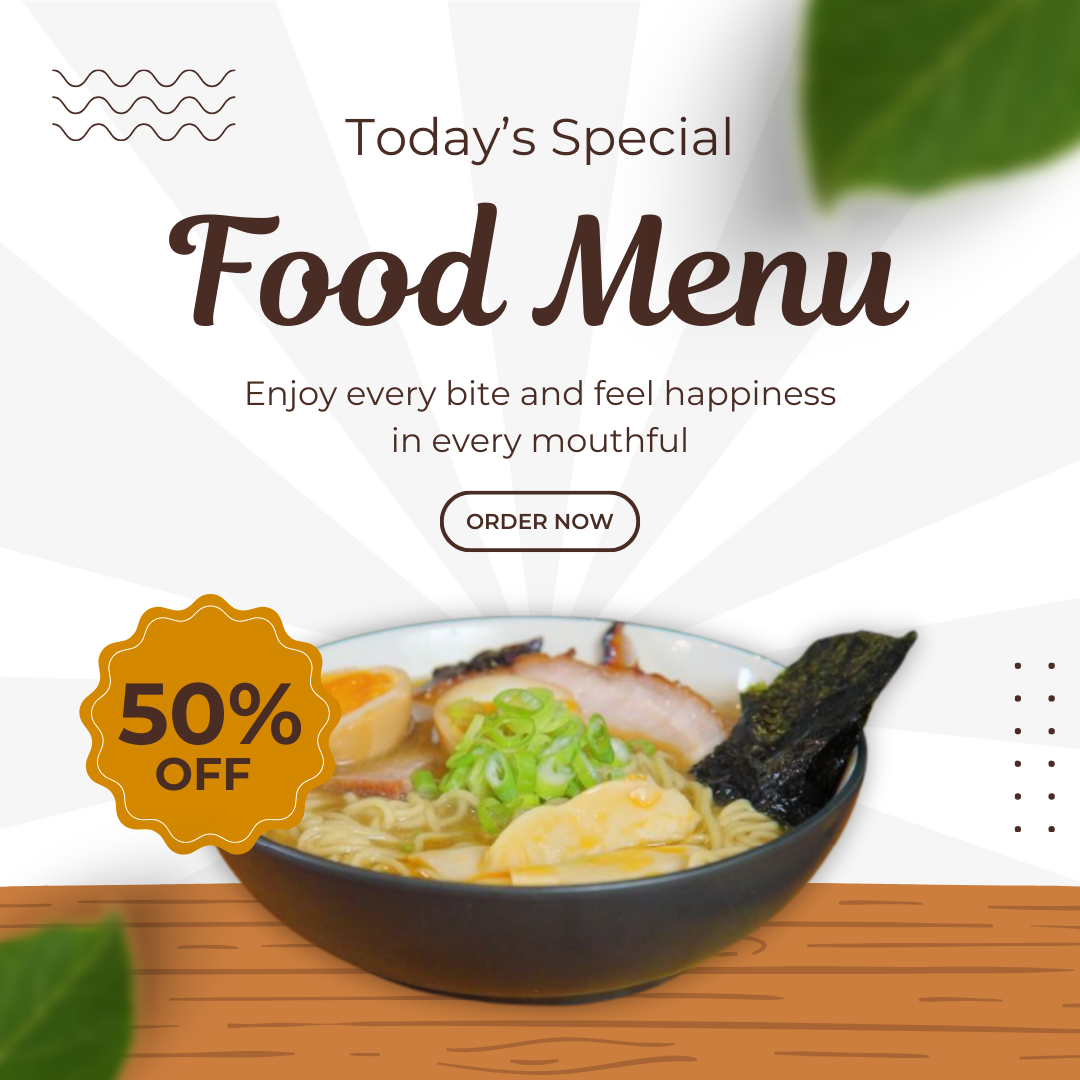 Today’s Special
Food Menu
Enjoy every bite and feel happiness
in every mouthful
ORDER NOW
50%
OFF